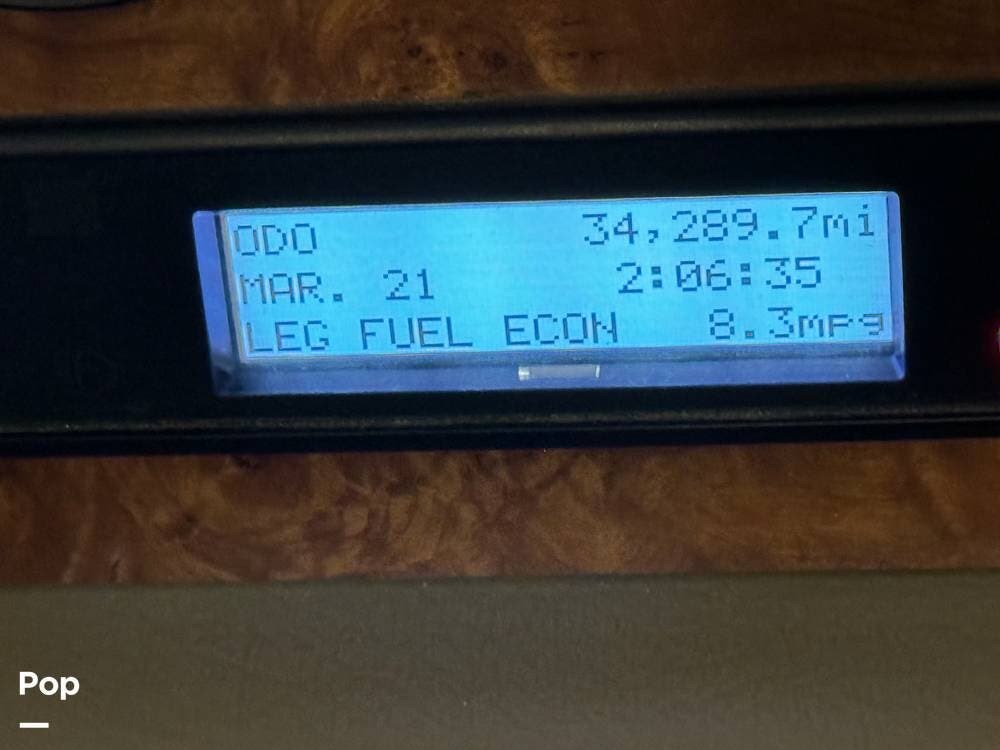 ODO 34,289.7mi
MAR. 21 2:06:35
LEG FUEL ECON 8.3mpg
Pop